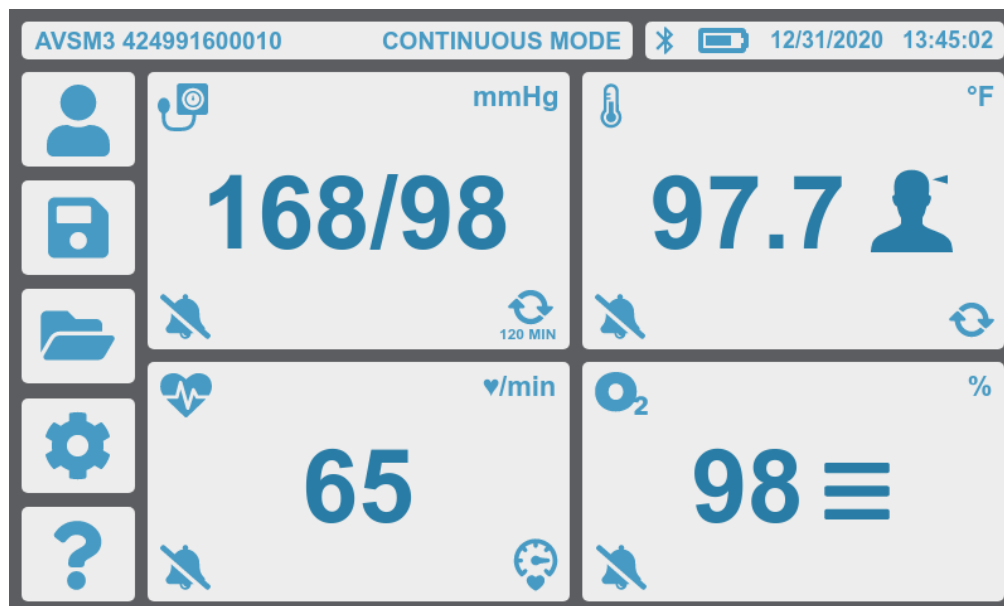 AVSM3 424991600010 CONTINUOUS MODE 12/31/2020 13:45:02
mmHg
168/98
120 MIN
°F
97.7
♥/min
65
O₂ %
98
?